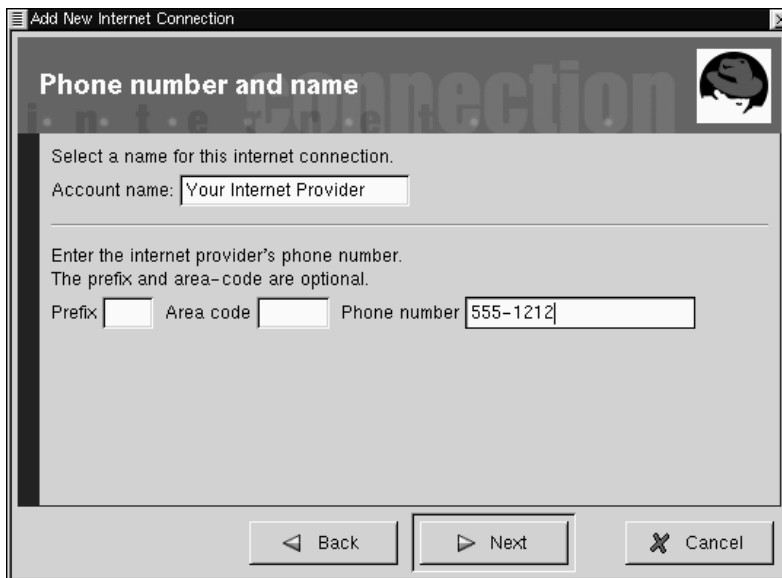 Add New Internet Connection
connection
Phone number and name
internet
Select a name for this internet connection.
Account name: Your Internet Provider
Enter the internet provider's phone number.
The prefix and area-code are optional.
Prefix Area code Phone number 555-1212
Back Next Cancel